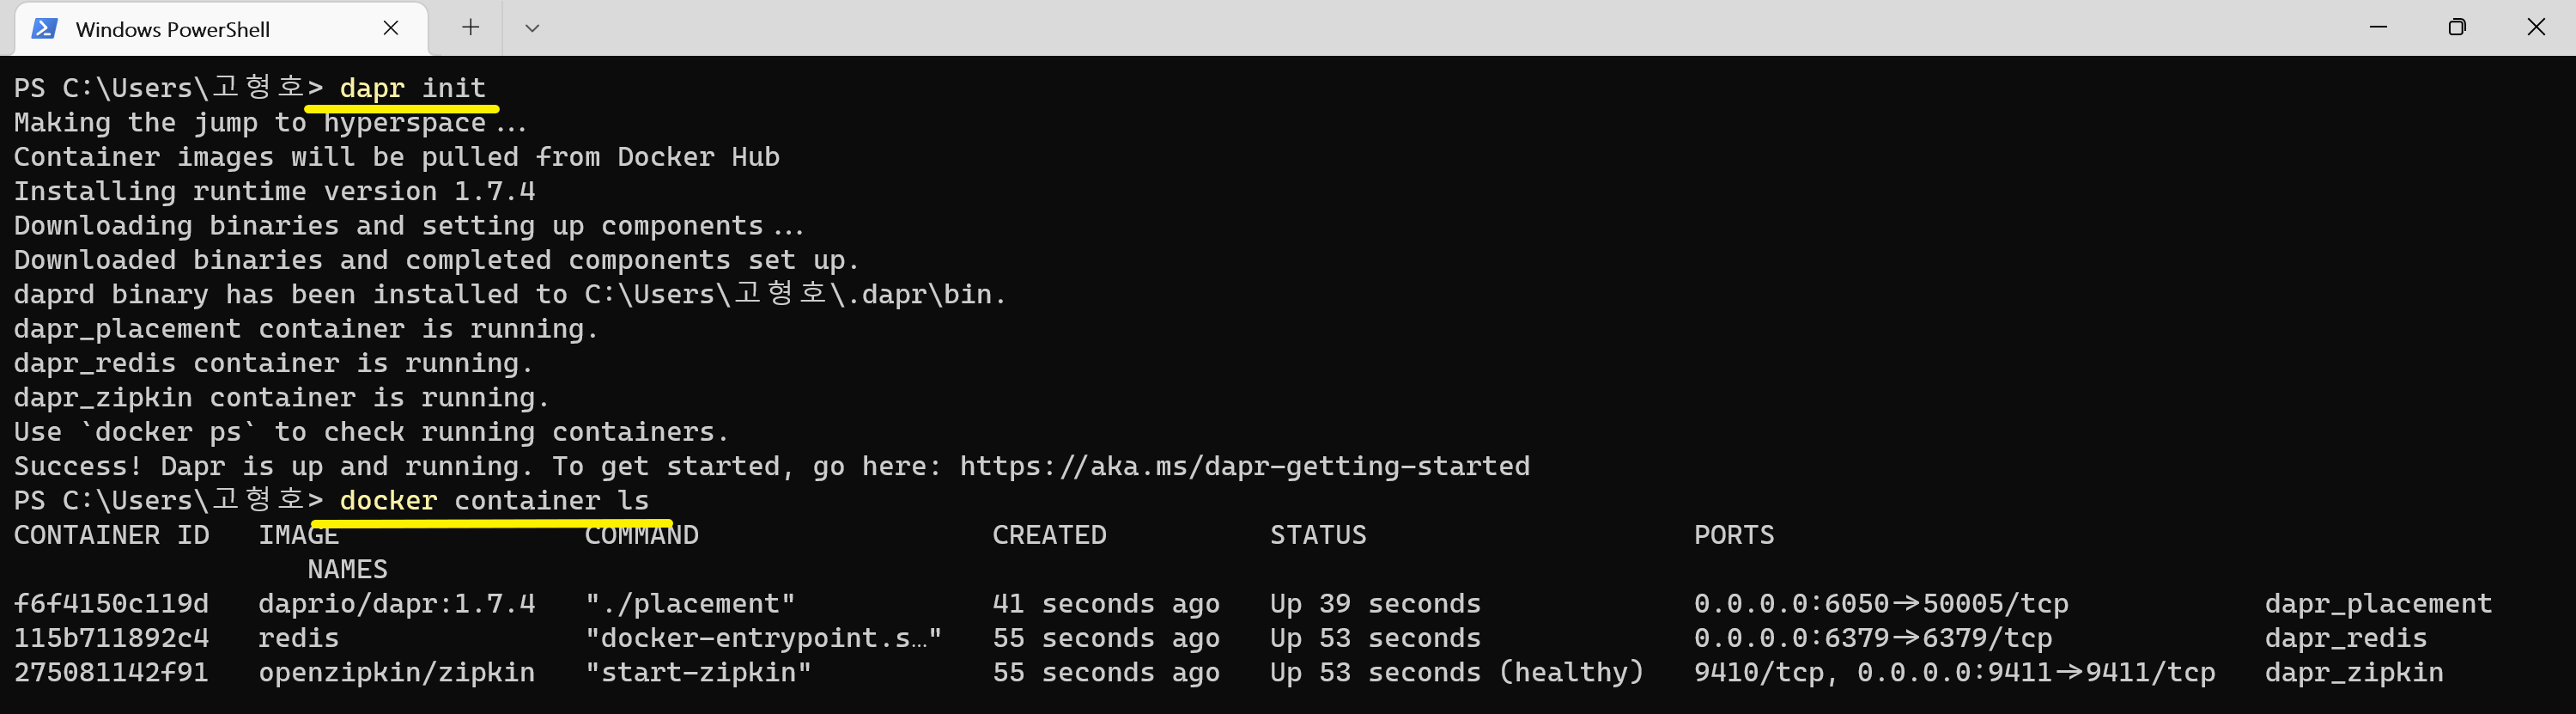 Windows PowerShell
PS C:\Users\고형호> dapr init
Making the jump to hyperspace...
Container images will be pulled from Docker Hub
Installing runtime version 1.7.4
Downloading binaries and setting up components...
Downloaded binaries and completed components set up.
daprd binary has been installed to C:\Users\고형호\.dapr\bin.
dapr_placement container is running.
dapr_redis container is running.
dapr_zipkin container is running.
Use `docker ps` to check running containers.
Success! Dapr is up and running. To get started, go here: https://aka.ms/dapr-getting-started
PS C:\Users\고형호> docker container ls
CONTAINER ID   IMAGE               COMMAND                  CREATED          STATUS                    PORTS
NAMES
f6f4150c119d   daprio/dapr:1.7.4   "./placement"            41 seconds ago   Up 39 seconds             0.0.0.0:6050->50005/tcp            dapr_placement
115b711892c4   redis               "docker-entrypoint.s…"   55 seconds ago   Up 53 seconds             0.0.0.0:6379->6379/tcp             dapr_redis
275081142f91   openzipkin/zipkin   "start-zipkin"           55 seconds ago   Up 53 seconds (healthy)   9410/tcp, 0.0.0.0:9411->9411/tcp   dapr_zipkin